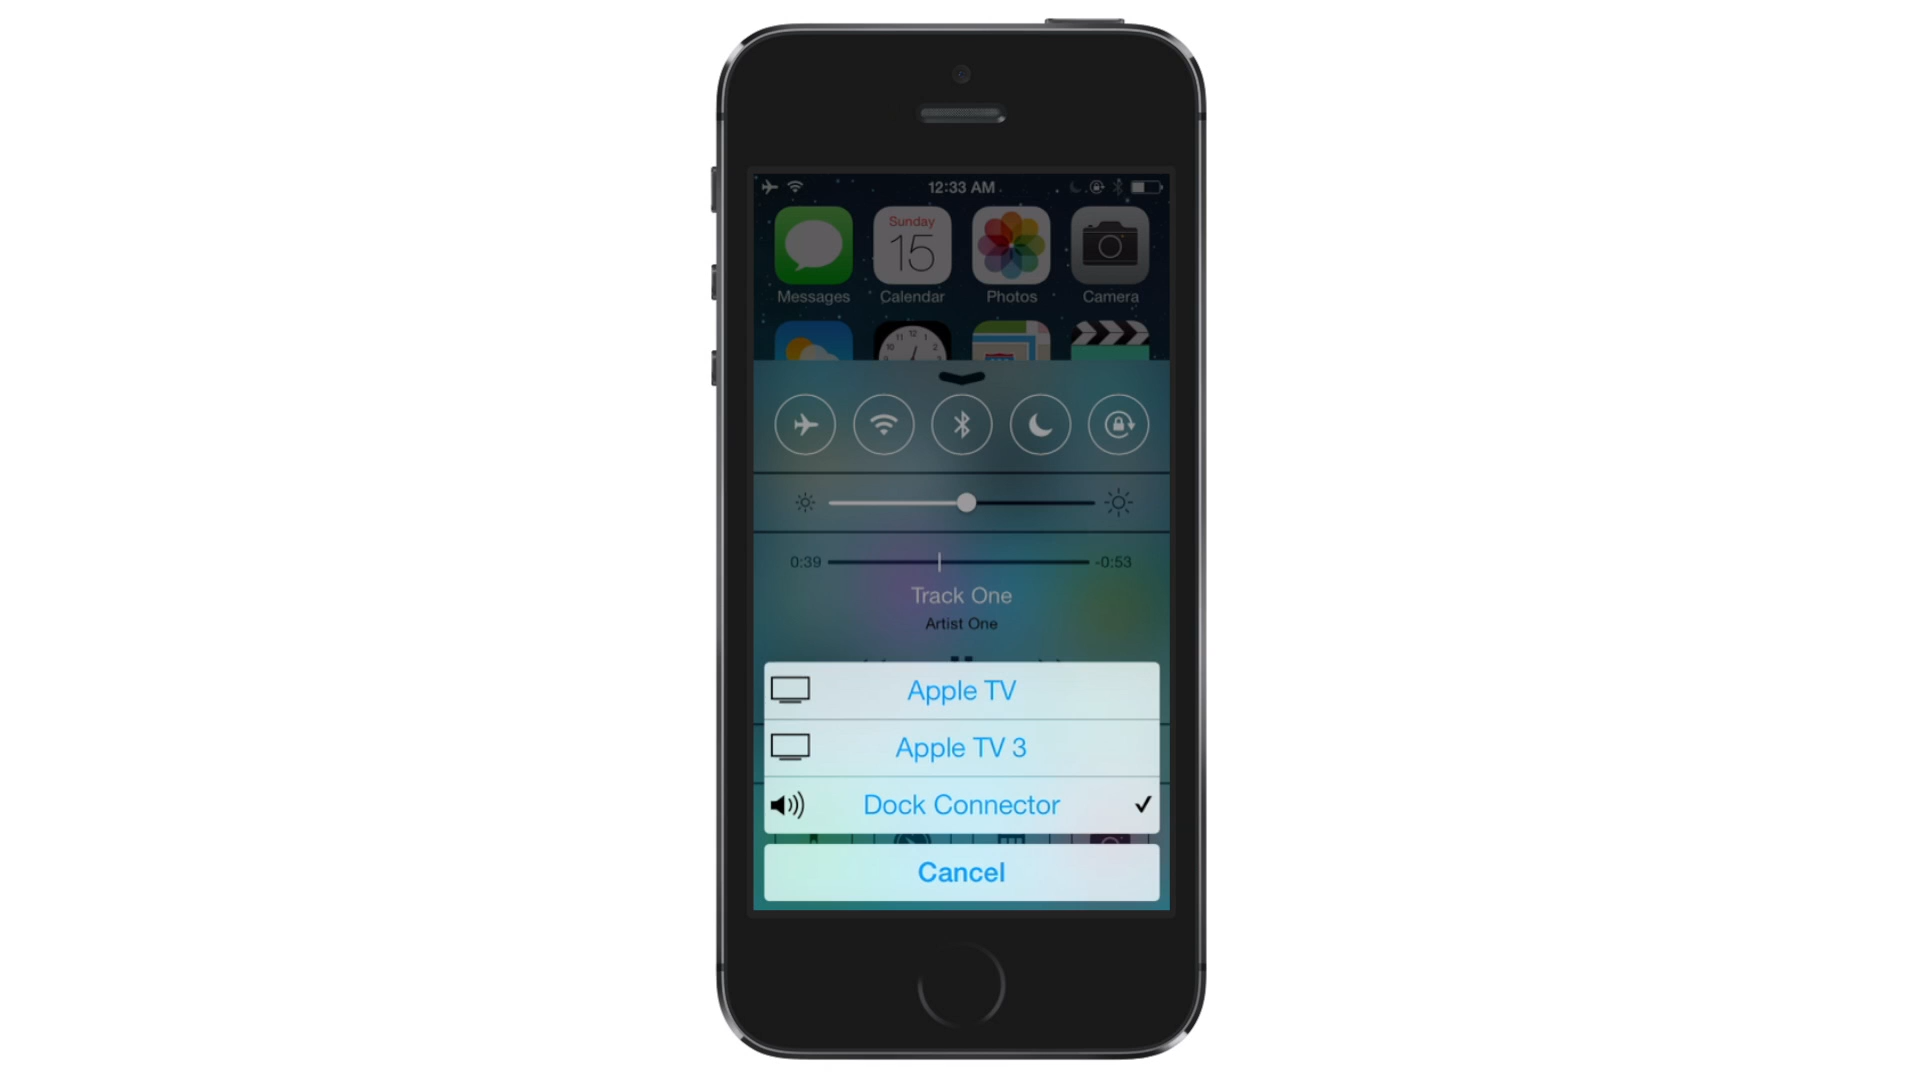 12:33 AM
Sunday
15
Messages
Calendar
Photos
Camera
0:39
-0:53
Track One
Artist One
Apple TV
Apple TV 3
Dock Connector
Cancel